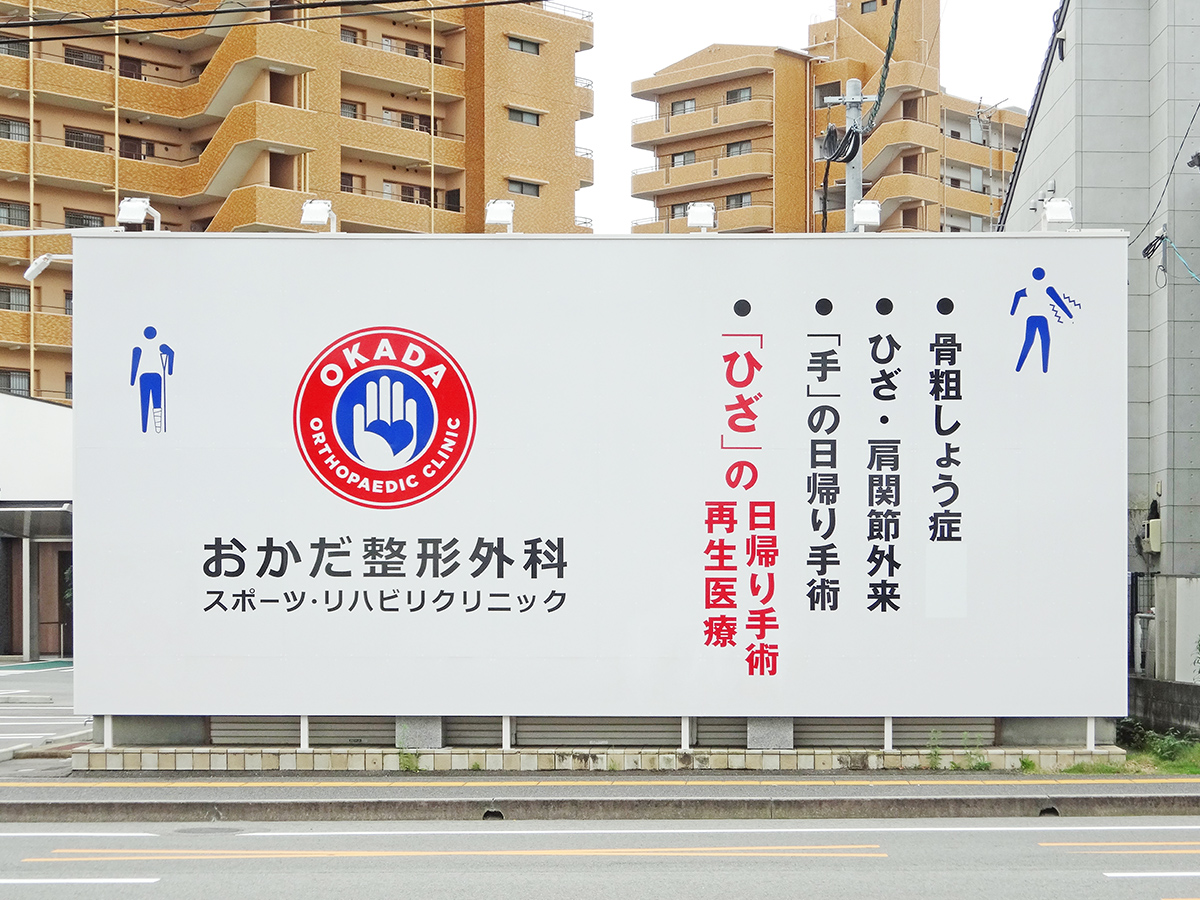 OKADA
ORTHOPAEDIC CLINIC
おかだ整形外科
スポーツ・リハビリクリニック
●骨粗しょう症
●ひざ・肩関節外来
●「手」の日帰り手術
●「ひざ」の日帰り手術
再生医療